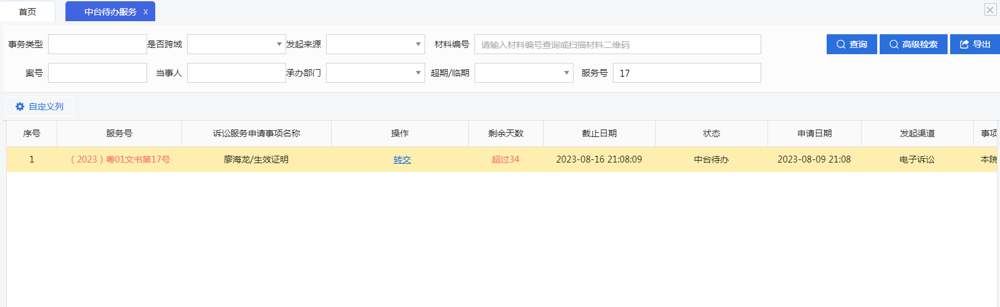 首页 中台待办服务 x
事务类型 是否跨域 发起来源 材料编号 请输入材料编号查询或扫描材料二维码 查询 高级检索 导出
案号 当事人 承办部门 超期/临期 服务号 17
自定义列
序号 服务号 诉讼服务申请事项名称 操作 剩余天数 截止日期 状态 申请日期 发起渠道 事项
1 （2023）粤01文书第17号 廖海龙/生效证明 转交 超过34 2023-08-16 21:08:09 中台待办 2023-08-09 21:08 电子诉讼 本院